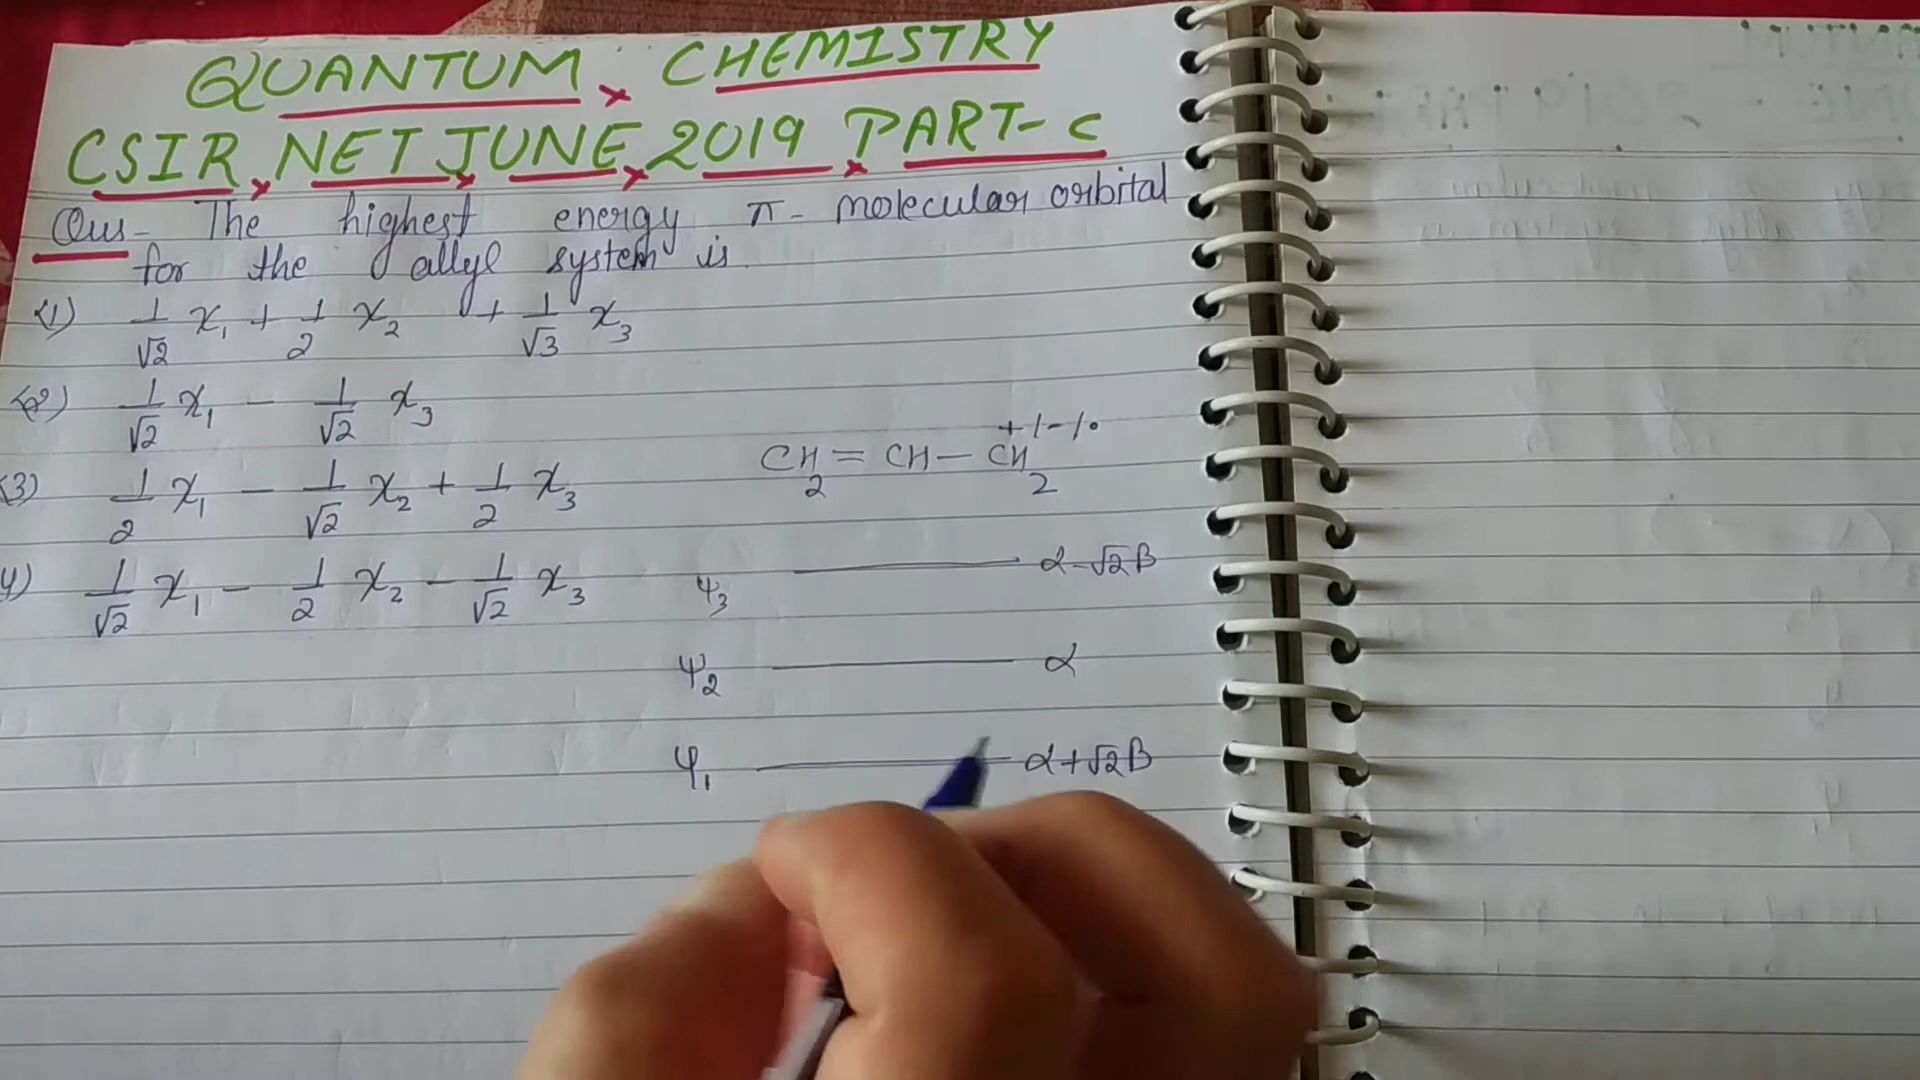 QUANTUM CHEMISTRY
CSIR NET JUNE 2019 PART-C
Ques- The highest energy π- molecular orbital
for the allyl system is
(1) 1/√2 x₁ + 1/2 x₂ + 1/√3 x₃
(2) 1/√2 x₁ - 1/√2 x₃
(3) 1/2 x₁ - 1/√2 x₂ + 1/2 x₃
4) 1/√2 x₁ - 1/2 x₂ - 1/√2 x₃
CH₂ = CH - CH₂ +/-/•
ψ₃ α-√2β
ψ₂ α
ψ₁ α+√2β